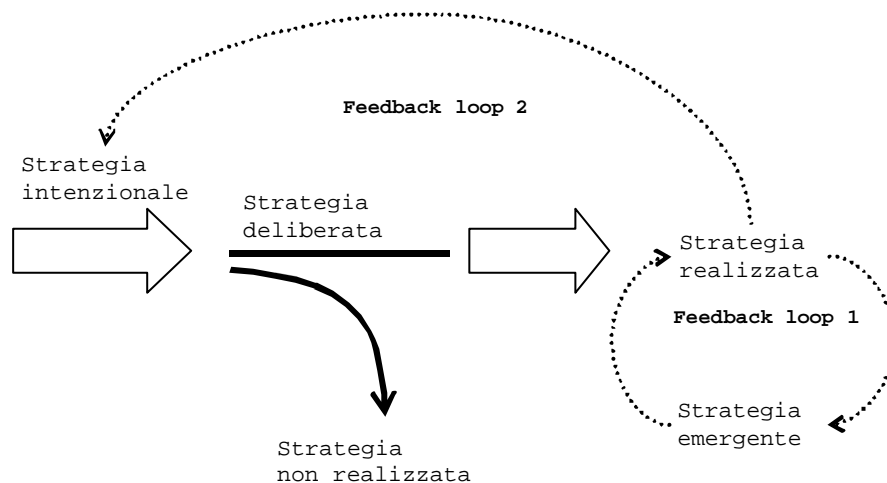 Feedback loop 2
Strategia
intenzionale
Strategia
deliberata
Strategia
realizzata
Feedback loop 1
Strategia
emergente
Strategia
non realizzata